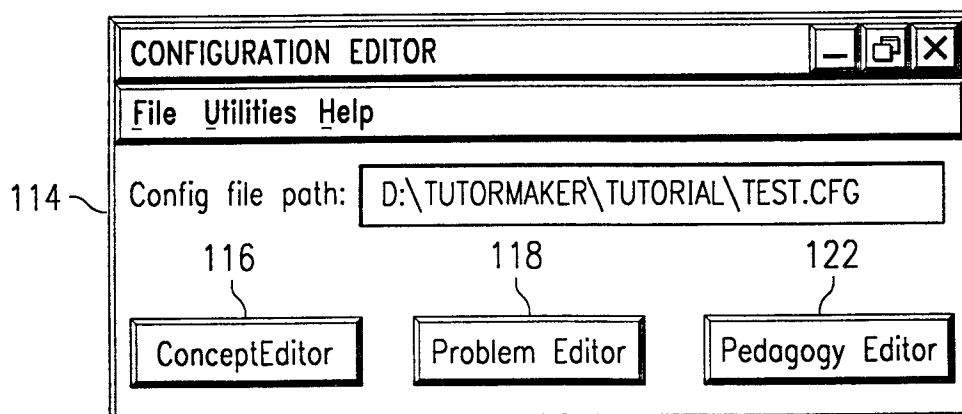 CONFIGURATION EDITOR
File Utilities Help
114 Config file path: D:\TUTORMAKER\TUTORIAL\TEST.CFG
116 118 122
ConceptEditor Problem Editor Pedagogy Editor